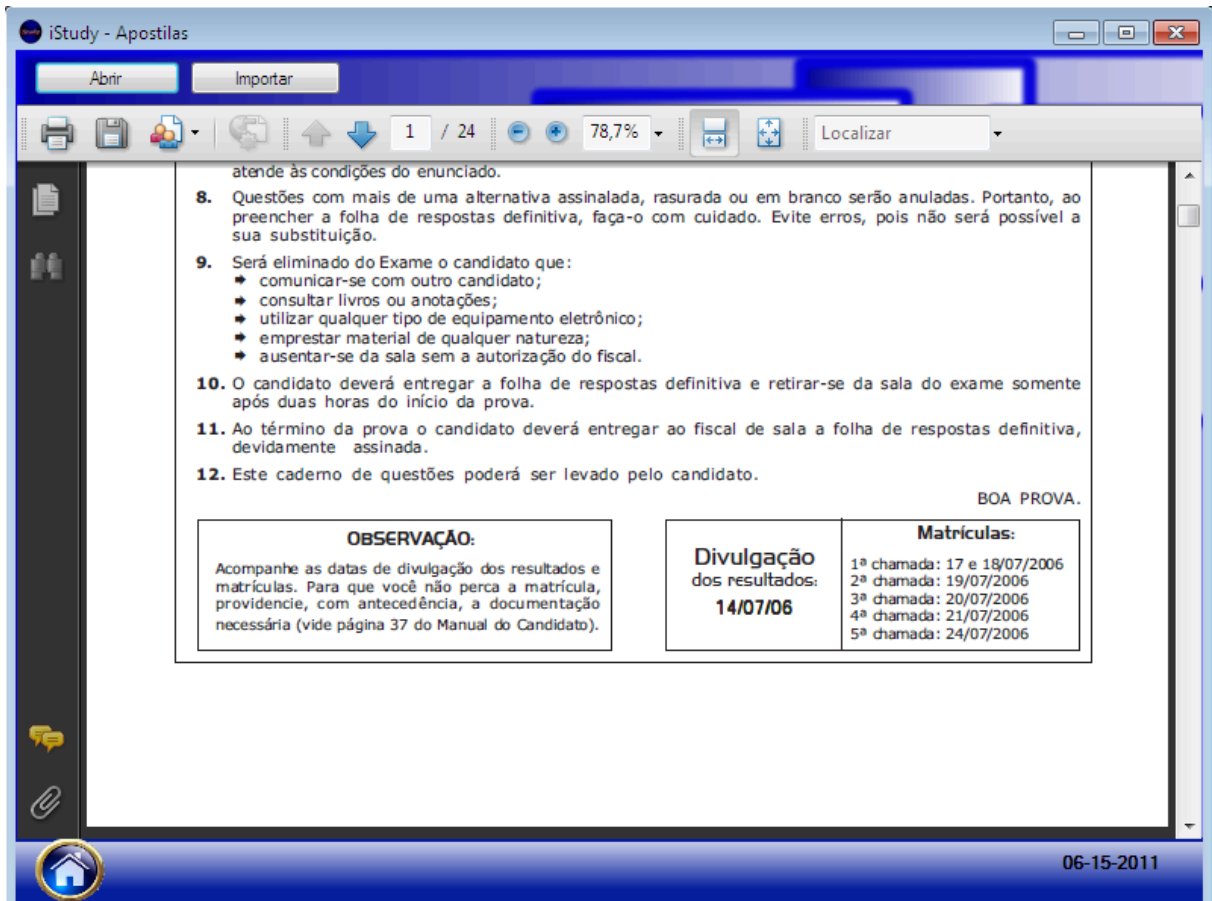 iStudy - Apostilas
Abrir
Importar
1 / 24
78,7%
Localizar
atende às condições do enunciado.
8. Questões com mais de uma alternativa assinalada, rasurada ou em branco serão anuladas. Portanto, ao
preencher a folha de respostas definitiva, faça-o com cuidado. Evite erros, pois não será possível a
sua substituição.
9. Será eliminado do Exame o candidato que:
➡ comunicar-se com outro candidato;
➡ consultar livros ou anotações;
➡ utilizar qualquer tipo de equipamento eletrônico;
➡ emprestar material de qualquer natureza;
➡ ausentar-se da sala sem a autorização do fiscal.
10. O candidato deverá entregar a folha de respostas definitiva e retirar-se da sala do exame somente
após duas horas do início da prova.
11. Ao término da prova o candidato deverá entregar ao fiscal de sala a folha de respostas definitiva,
devidamente assinada.
12. Este caderno de questões poderá ser levado pelo candidato.
BOA PROVA.
OBSERVAÇÃO:
Acompanhe as datas de divulgação dos resultados e
matrículas. Para que você não perca a matrícula,
providencie, com antecedência, a documentação
necessária (vide página 37 do Manual do Candidato).
Divulgação
dos resultados:
14/07/06
Matrículas:
1ª chamada: 17 e 18/07/2006
2ª chamada: 19/07/2006
3ª chamada: 20/07/2006
4ª chamada: 21/07/2006
5ª chamada: 24/07/2006
06-15-2011